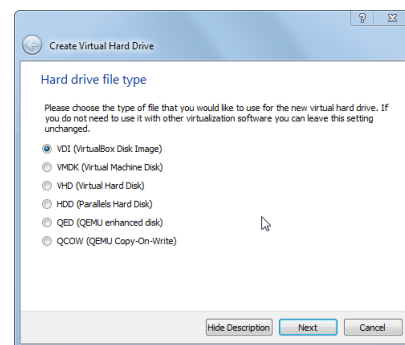 Create Virtual Hard Drive
Hard drive file type
Please choose the type of file that you would like to use for the new virtual hard drive. If
you do not need to use it with other virtualization software you can leave this setting
unchanged.
VDI (VirtualBox Disk Image)
VMDK (Virtual Machine Disk)
VHD (Virtual Hard Disk)
HDD (Parallels Hard Disk)
QED (QEMU enhanced disk)
QCOW (QEMU Copy-On-Write)
Hide Description Next Cancel